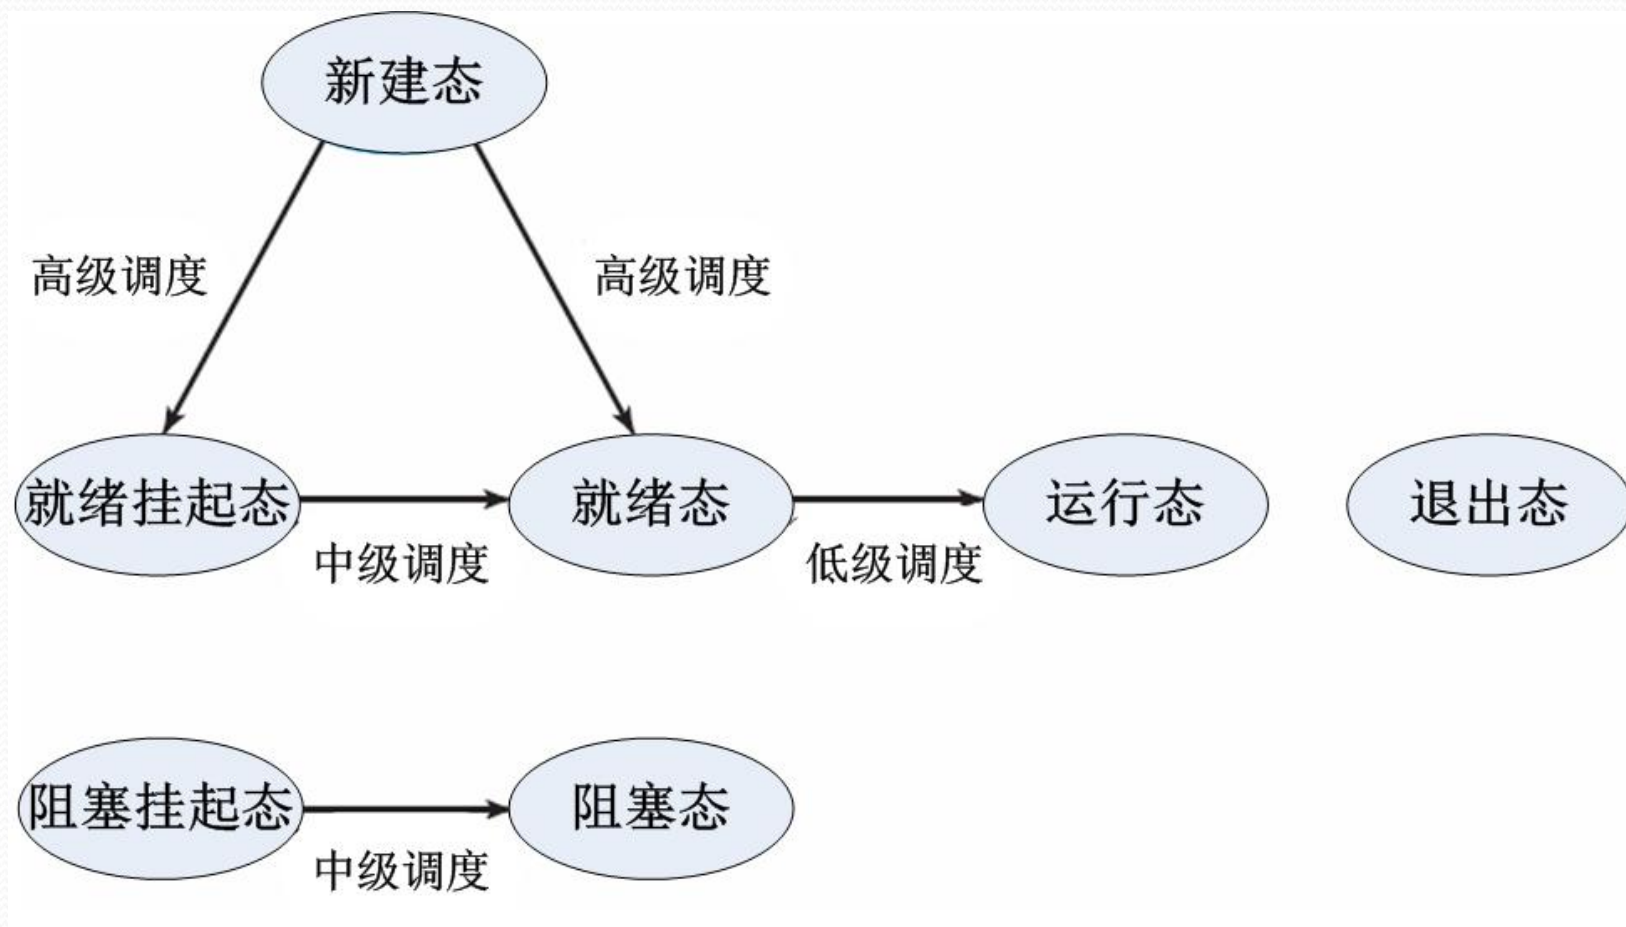 新建态
高级调度
高级调度
就绪挂起态
就绪态
运行态
退出态
中级调度
低级调度
阻塞挂起态
阻塞态
中级调度